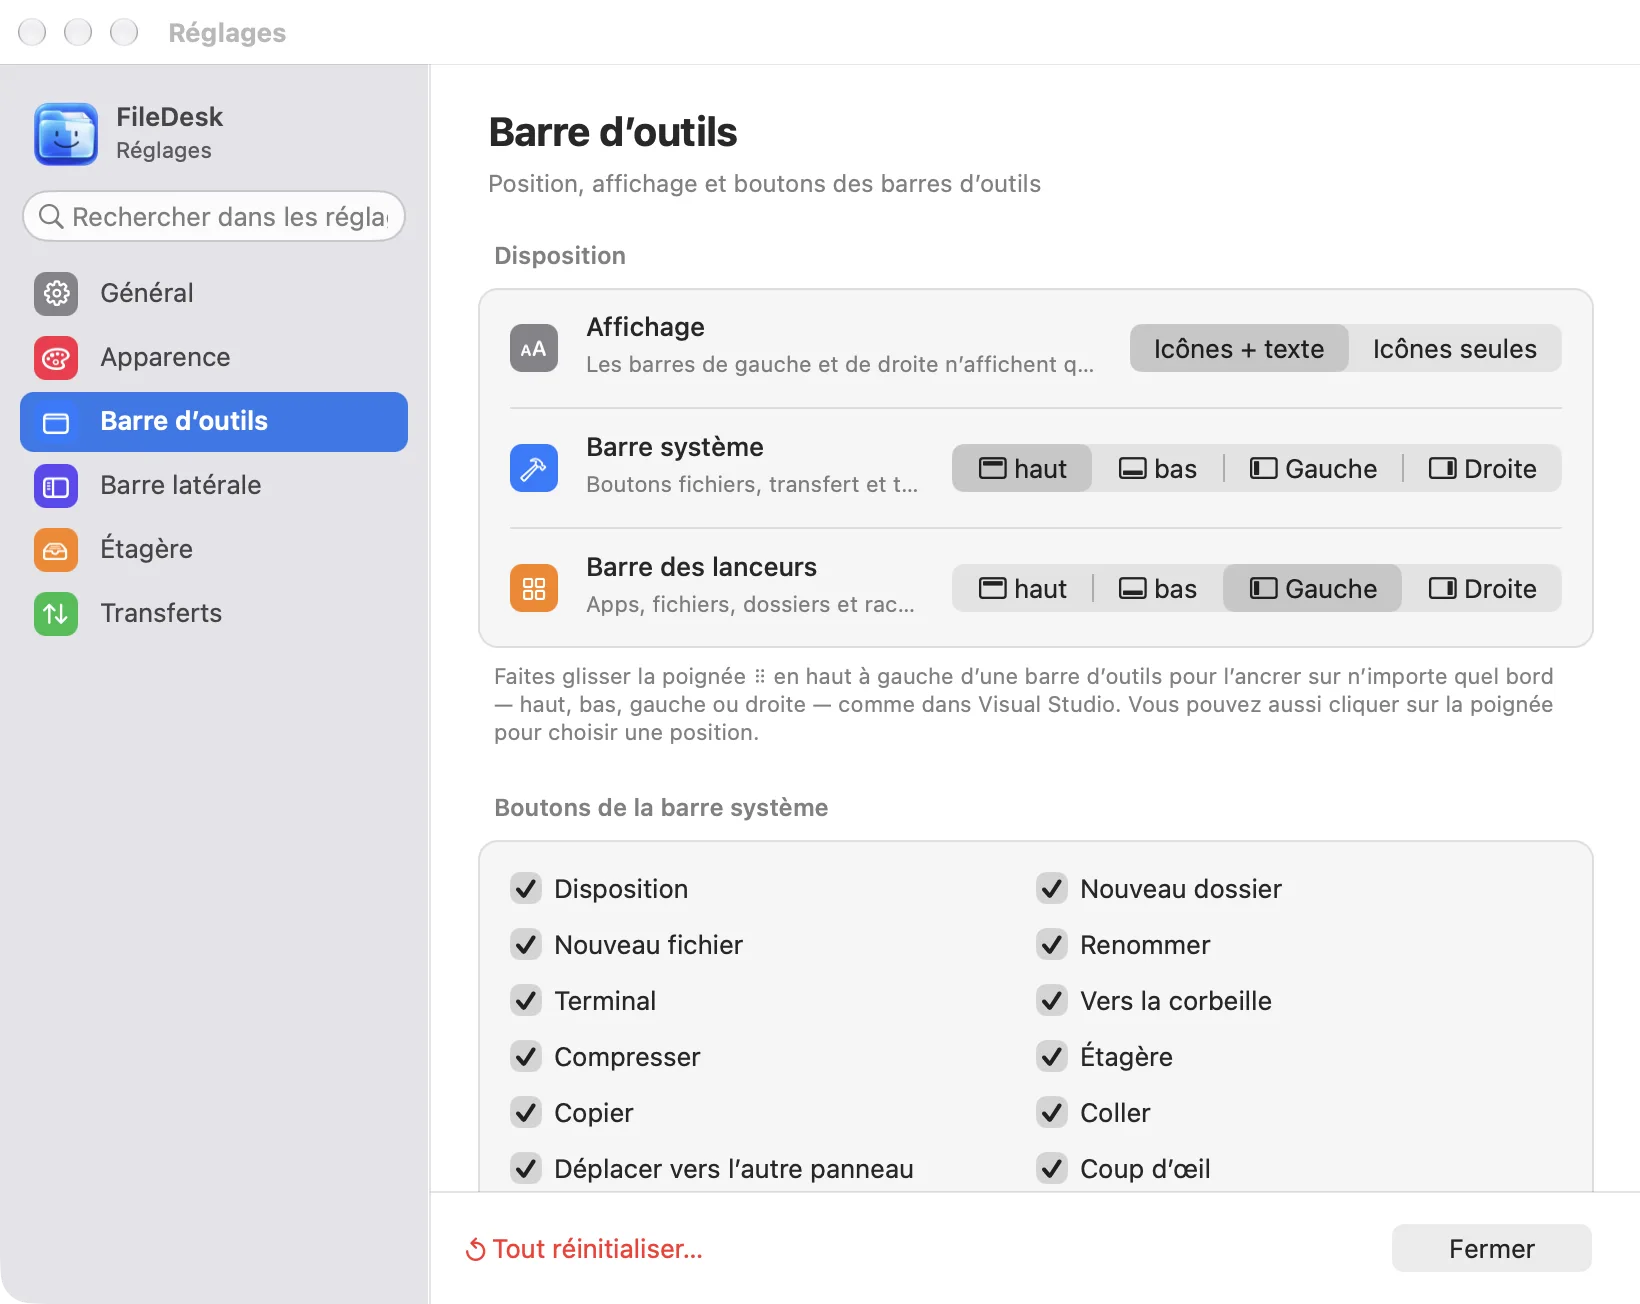 Réglages
FileDesk
Réglages
Rechercher dans les régla
Général
Apparence
Barre d’outils
Barre latérale
Étagère
Transferts
Barre d’outils
Position, affichage et boutons des barres d’outils
Disposition
Affichage
Les barres de gauche et de droite n’affichent q...
Icônes + texte
Icônes seules
Barre système
Boutons fichiers, transfert et t...
haut
bas
Gauche
Droite
Barre des lanceurs
Apps, fichiers, dossiers et rac...
haut
bas
Gauche
Droite
Faites glisser la poignée ⠿ en haut à gauche d’une barre d’outils pour l’ancrer sur n’importe quel bord
— haut, bas, gauche ou droite — comme dans Visual Studio. Vous pouvez aussi cliquer sur la poignée
pour choisir une position.
Boutons de la barre système
Disposition
Nouveau dossier
Nouveau fichier
Renommer
Terminal
Vers la corbeille
Compresser
Étagère
Copier
Coller
Déplacer vers l’autre panneau
Coup d’œil
Tout réinitialiser...
Fermer